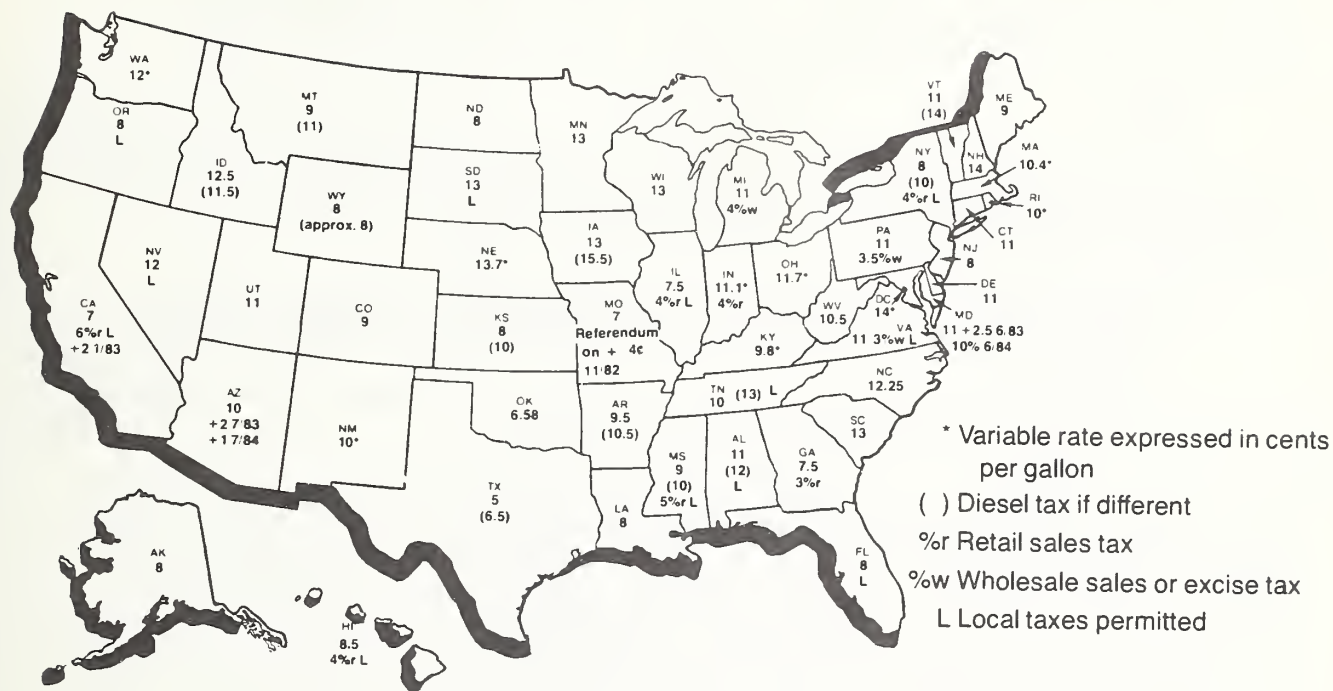 WA
12*
OR
8
L
MT
9
(11)
ID
12.5
(11.5)
WY
8
(approx. 8)
ND
8
SD
13
L
NE
13.7*
MN
13
WI
13
MI
11
4%w
IA
13
(15.5)
NV
12
L
UT
11
CO
9
CA
7
6%r L
+2 1/83
KS
8
(10)
MO
7
Referendum
on + 4¢
11/82
IL
7.5
4%r L
IN
11.1*
4%r
OH
11.7*
KY
9.8*
WV
10.5
VA
11 3%w L
PA
11
3.5%w
NY
8
(10)
4%r L
VT
11
(14)
ME
9
NH
14
MA
10.4*
RI
10*
CT
11
NJ
8
DE
11
MD
11 + 2.5 6/83
10% 6/84
DC
14*
AZ
10
+2 7/83
+1 7/84
NM
10*
OK
6.58
AR
9.5
(10.5)
TN
10 (13) L
NC
12.25
SC
13
TX
5
(6.5)
LA
8
MS
9
(10)
5%r L
AL
11
(12)
L
GA
7.5
3%r
FL
8
L
AK
8
HI
8.5
4%r L
* Variable rate expressed in cents
per gallon
( ) Diesel tax if different
%r Retail sales tax
%w Wholesale sales or excise tax
L Local taxes permitted